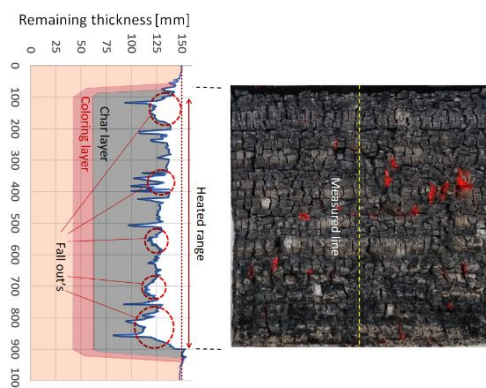 Remaining thickness [mm]
0 25 50 75 100 125 150
0
100
200
300
400
500
600
700
800
900
1000
Coloring layer
Char layer
Fall out's
Heated range
Measured line